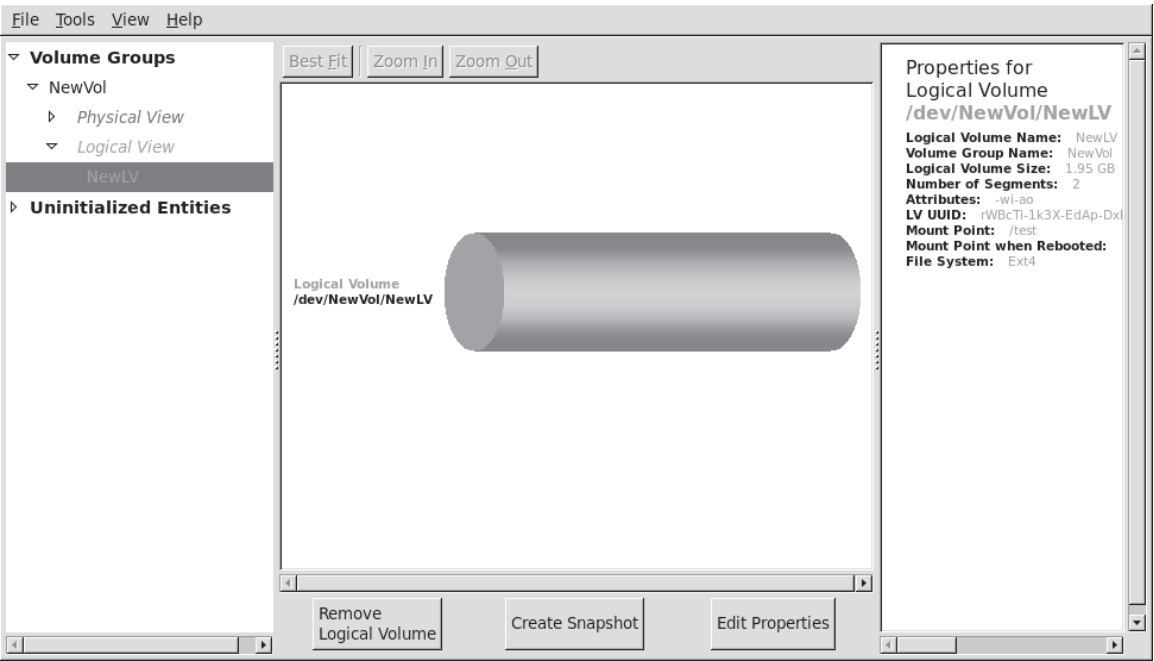 File Tools View Help
Volume Groups
NewVol
Physical View
Logical View
NewLV
Uninitialized Entities
Best Fit Zoom In Zoom Out
Logical Volume
/dev/NewVol/NewLV
Remove
Logical Volume
Create Snapshot
Edit Properties
Properties for
Logical Volume
/dev/NewVol/NewLV
Logical Volume Name: NewLV
Volume Group Name: NewVol
Logical Volume Size: 1.95 GB
Number of Segments: 2
Attributes: -wi-ao
LV UUID: rWBcTi-1k3X-EdAp-Dxl
Mount Point: /test
Mount Point when Rebooted:
File System: Ext4